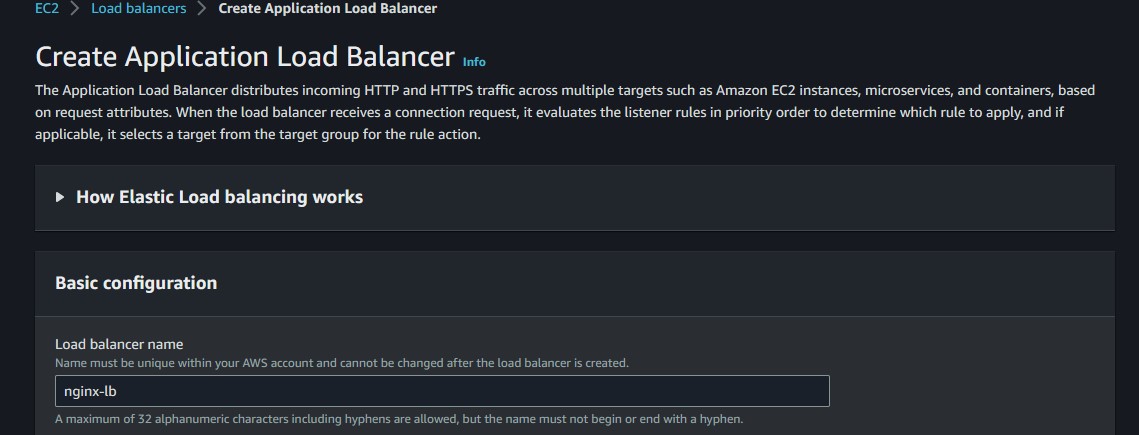 EC2 > Load balancers > Create Application Load Balancer
Create Application Load Balancer Info
The Application Load Balancer distributes incoming HTTP and HTTPS traffic across multiple targets such as Amazon EC2 instances, microservices, and containers, based
on request attributes. When the load balancer receives a connection request, it evaluates the listener rules in priority order to determine which rule to apply, and if
applicable, it selects a target from the target group for the rule action.
How Elastic Load balancing works
Basic configuration
Load balancer name
Name must be unique within your AWS account and cannot be changed after the load balancer is created.
nginx-lb
A maximum of 32 alphanumeric characters including hyphens are allowed, but the name must not begin or end with a hyphen.